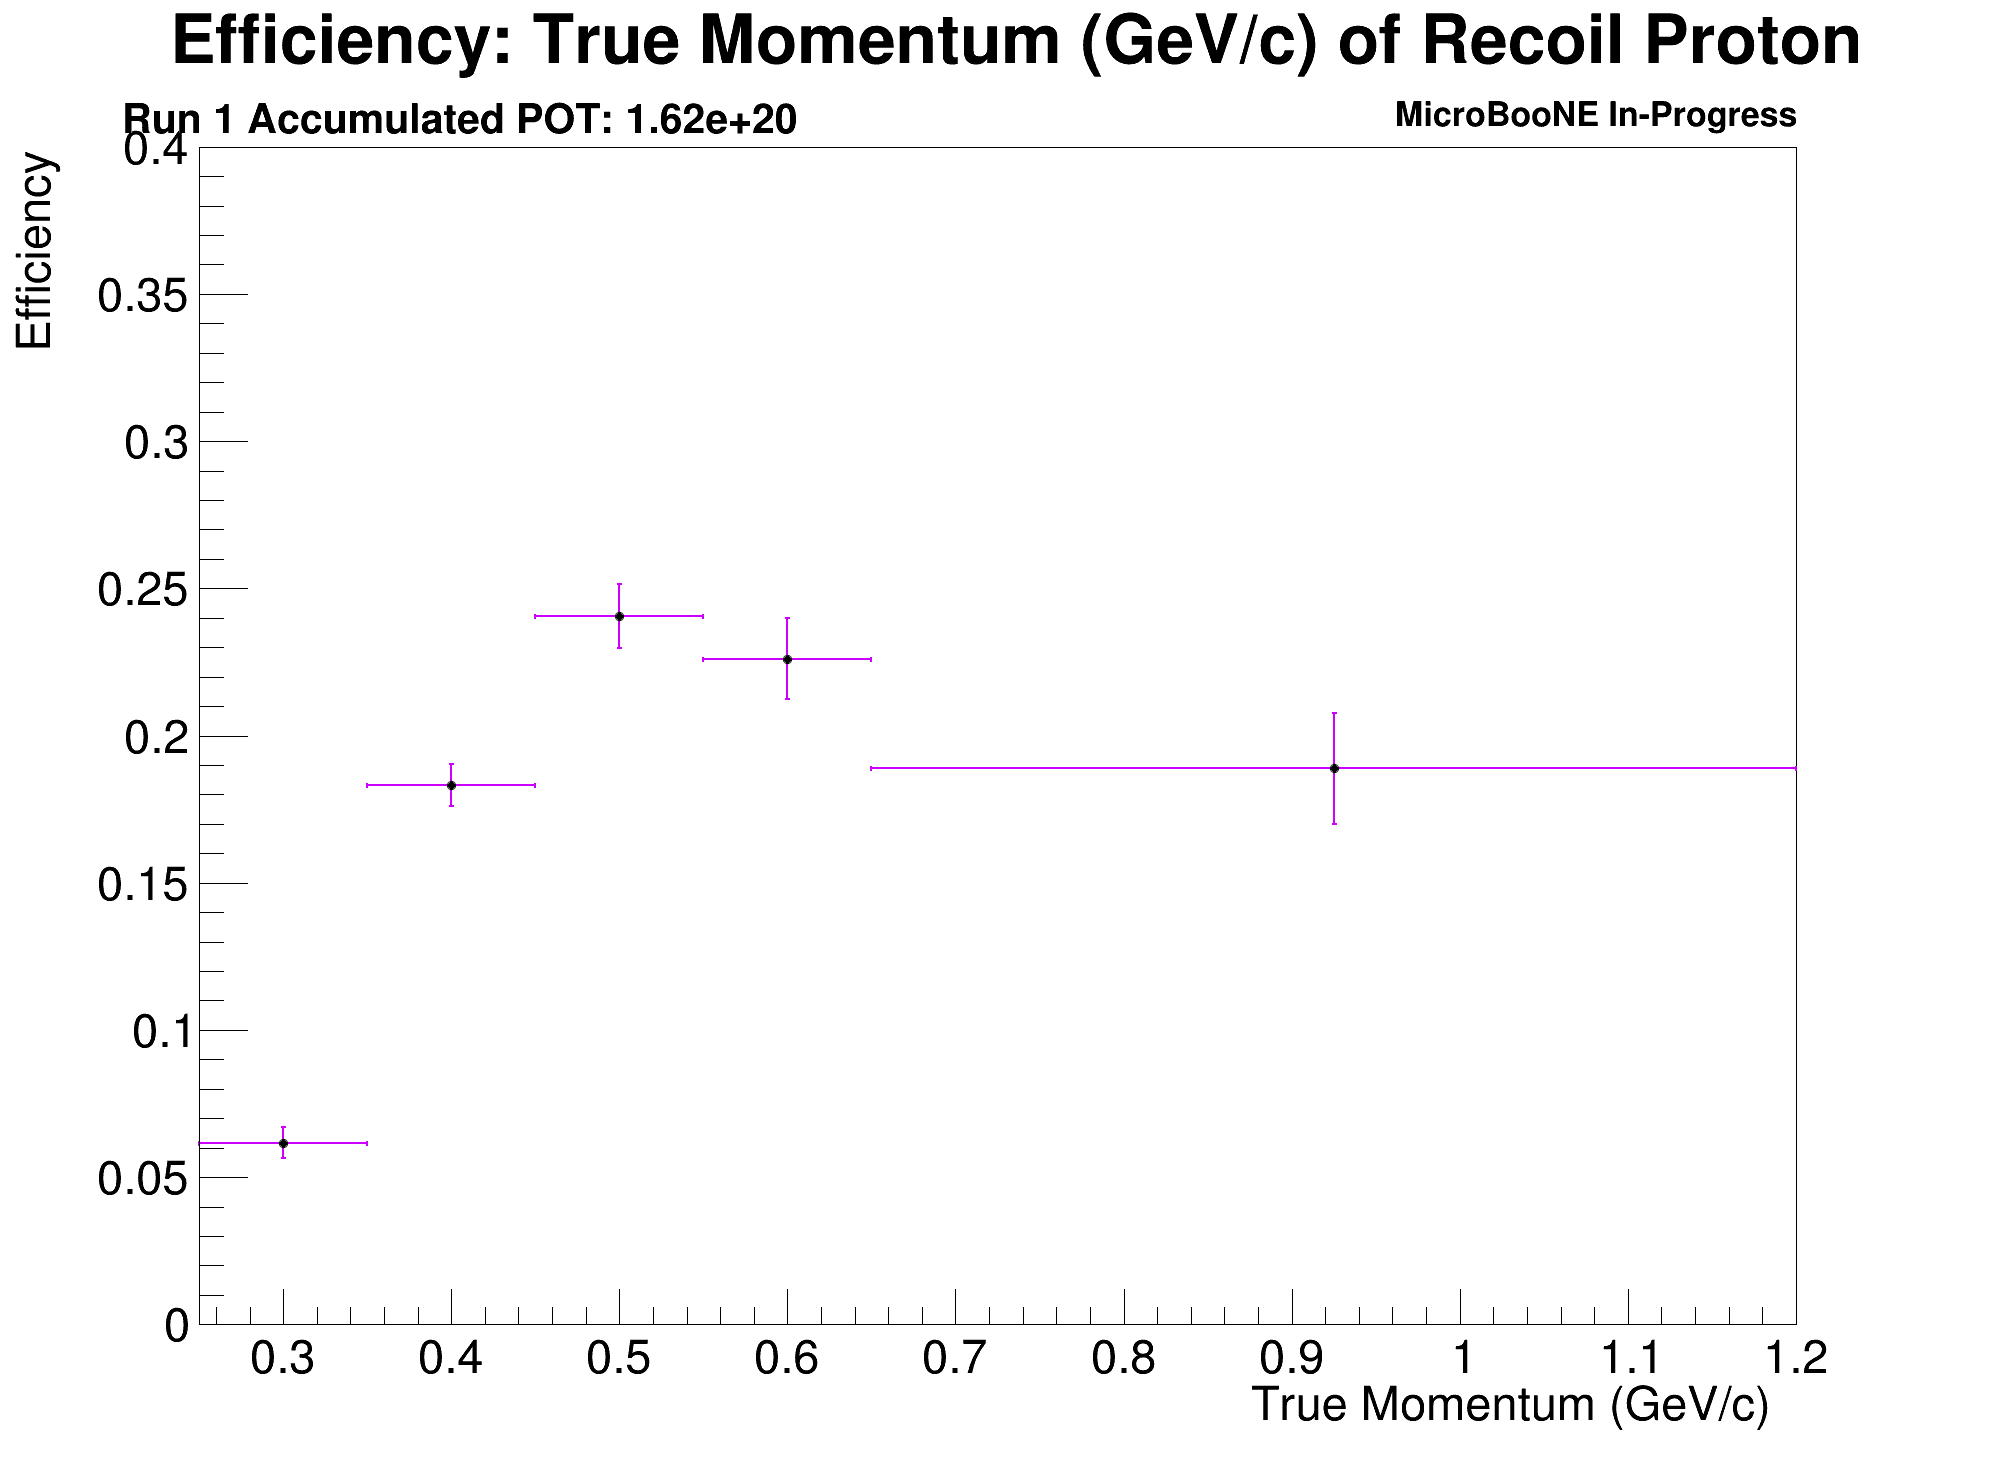 Efficiency: True Momentum (GeV/c) of Recoil Proton
Run 1 Accumulated POT: 1.62e+20
MicroBooNE In-Progress
Efficiency
0.4
0.35
0.3
0.25
0.2
0.15
0.1
0.05
0
0.3 0.4 0.5 0.6 0.7 0.8 0.9 1 1.1 1.2
True Momentum (GeV/c)